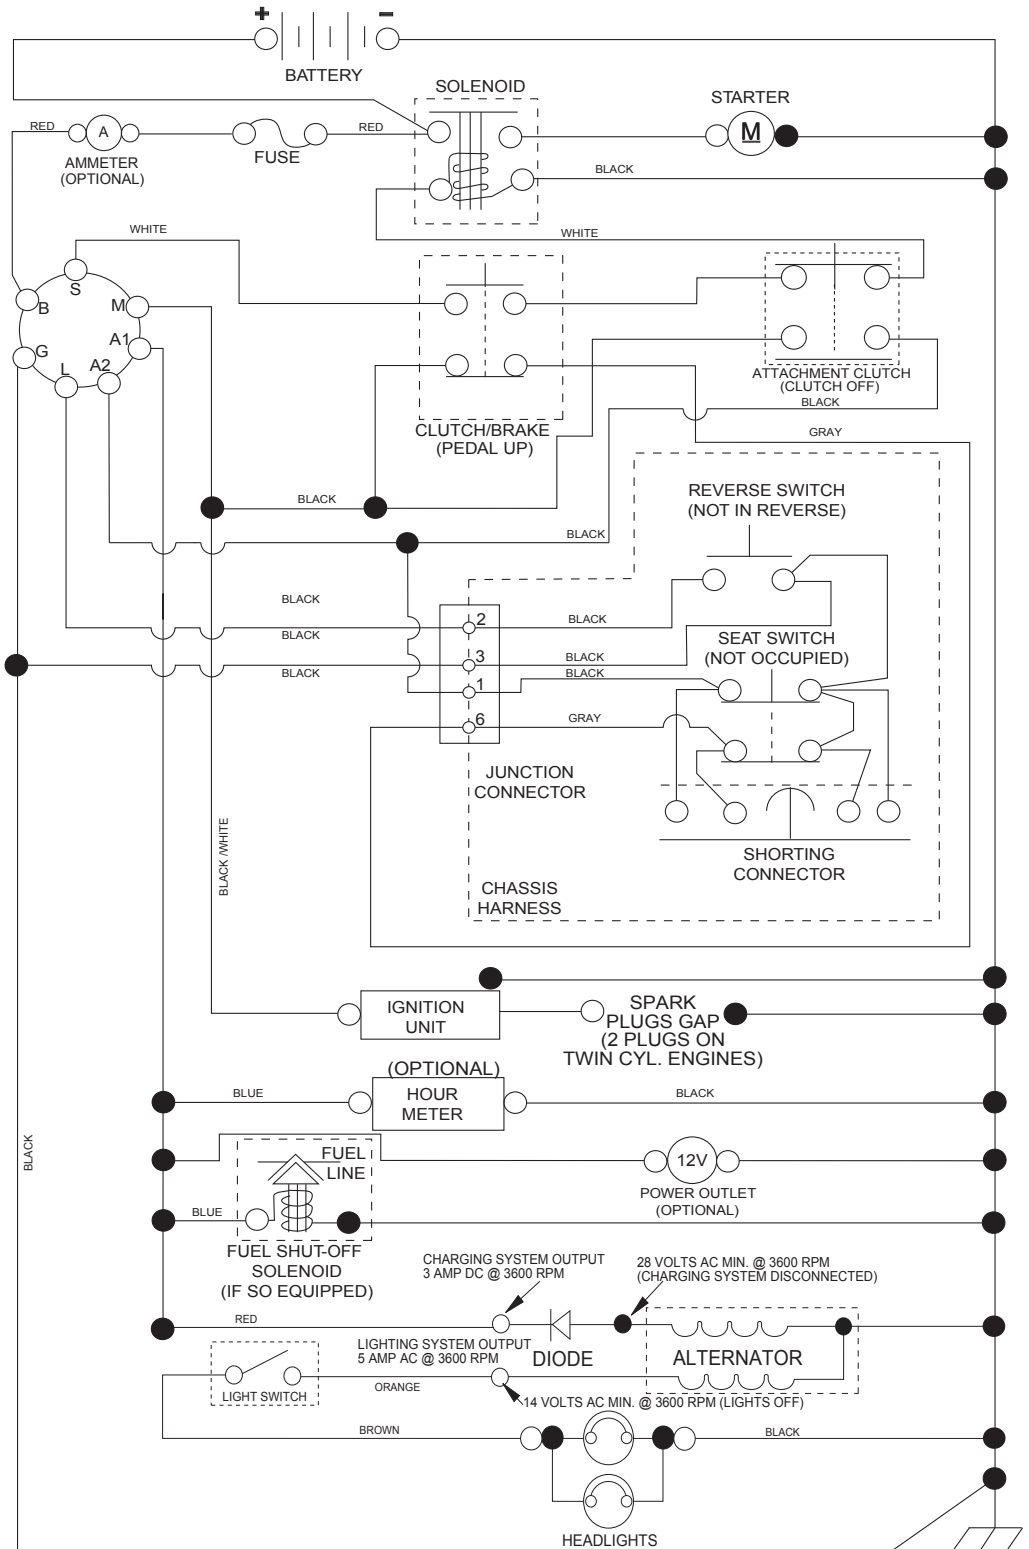 + −
BATTERY
SOLENOID
STARTER
RED
A
RED
M
AMMETER
(OPTIONAL)
FUSE
BLACK
WHITE
WHITE
S
B
M
G
A1
L
A2
ATTACHMENT CLUTCH
(CLUTCH OFF)
BLACK
CLUTCH/BRAKE
(PEDAL UP)
GRAY
BLACK
REVERSE SWITCH
(NOT IN REVERSE)
BLACK
BLACK
2
BLACK
BLACK
SEAT SWITCH
(NOT OCCUPIED)
3
BLACK
BLACK
BLACK
1
6
GRAY
JUNCTION
CONNECTOR
BLACK /WHITE
SHORTING
CONNECTOR
CHASSIS
HARNESS
IGNITION
UNIT
SPARK
PLUGS GAP
(2 PLUGS ON
TWIN CYL. ENGINES)
(OPTIONAL)
HOUR
METER
BLUE
BLACK
BLACK
FUEL
LINE
12V
POWER OUTLET
(OPTIONAL)
BLUE
FUEL SHUT-OFF
SOLENOID
(IF SO EQUIPPED)
CHARGING SYSTEM OUTPUT
3 AMP DC @ 3600 RPM
28 VOLTS AC MIN. @ 3600 RPM
(CHARGING SYSTEM DISCONNECTED)
RED
LIGHTING SYSTEM OUTPUT
5 AMP AC @ 3600 RPM
DIODE
ALTERNATOR
LIGHT SWITCH
ORANGE
14 VOLTS AC MIN. @ 3600 RPM (LIGHTS OFF)
BROWN
BLACK
HEADLIGHTS